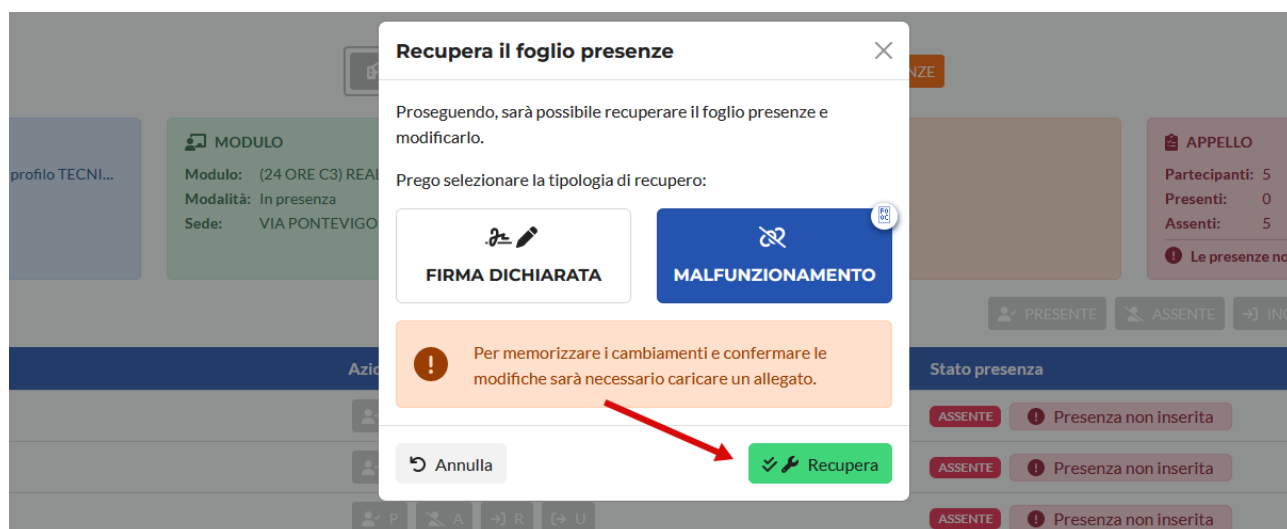 Recupera il foglio presenze
NZE
Proseguendo, sarà possibile recuperare il foglio presenze e
modificarlo.
Prego selezionare la tipologia di recupero:
FIRMA DICHIARATA
MALFUNZIONAMENTO
Per memorizzare i cambiamenti e confermare le
modifiche sarà necessario caricare un allegato.
Annulla
Recupera
profilo TECNI...
MODULO
Modulo: (24 ORE C3) REAL
Modalità: In presenza
Sede: VIA PONTEVIGO
APPELLO
Partecipanti: 5
Presenti: 0
Assenti: 5
Le presenze no
PRESENTE ASSENTE ING
Azio Stato presenza
ASSENTE Presenza non inserita
ASSENTE Presenza non inserita
P A R U ASSENTE Presenza non inserita